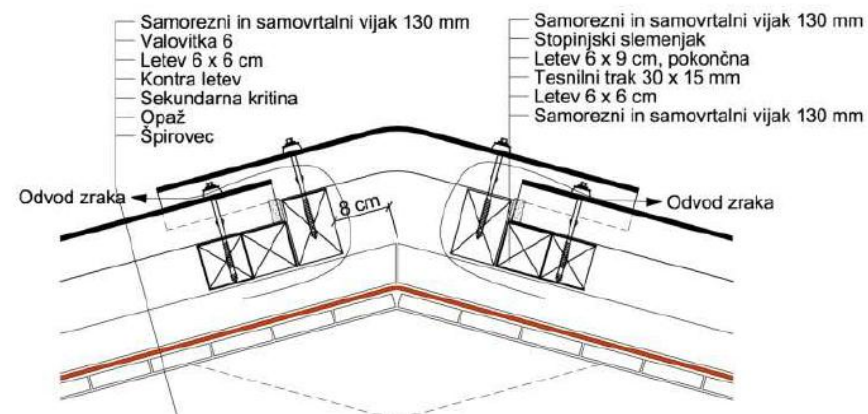 Samorezni in samovrtalni vijak 130 mm
Valovitka 6
Letev 6 x 6 cm
Kontra letev
Sekundarna kritina
Opaž
Špirovec
Samorezni in samovrtalni vijak 130 mm
Stopinjski slemenjak
Letev 6 x 9 cm, pokončna
Tesnilni trak 30 x 15 mm
Letev 6 x 6 cm
Samorezni in samovrtalni vijak 130 mm
Odvod zraka
8 cm
Odvod zraka